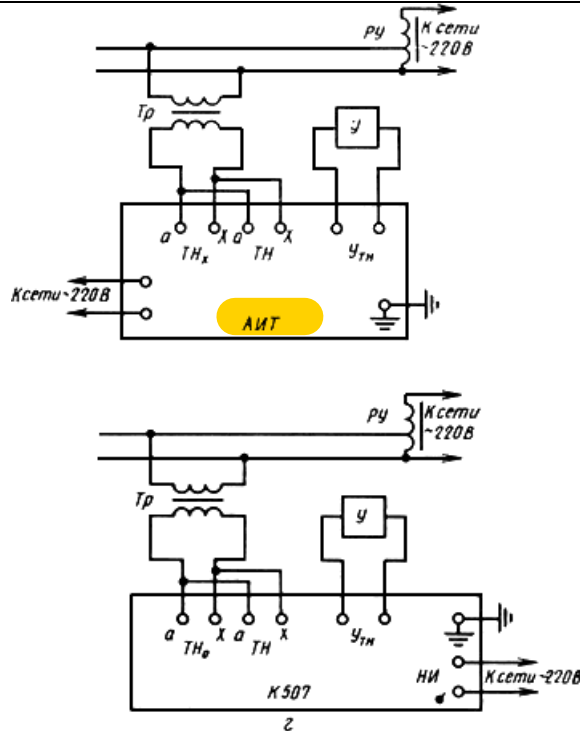 РУ К сети
~220В
Тр
У
а х а х
ТНх ТН Утн
К сети ~220В
АИТ
РУ К сети
~220В
Тр
У
а х а х
ТН₀ ТН Утн
НИ К сети ~220В
К507
г